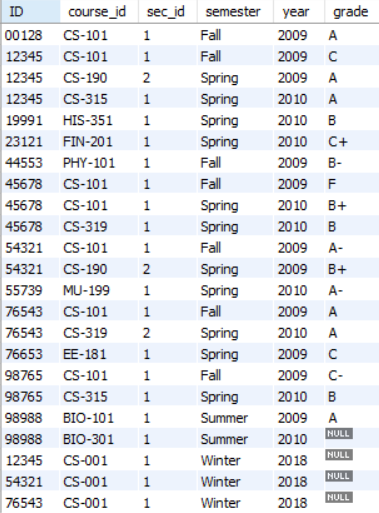 ID course_id sec_id semester year grade
00128 CS-101 1 Fall 2009 A
12345 CS-101 1 Fall 2009 C
12345 CS-190 2 Spring 2009 A
12345 CS-315 1 Spring 2010 A
19991 HIS-351 1 Spring 2010 B
23121 FIN-201 1 Spring 2010 C+
44553 PHY-101 1 Fall 2009 B-
45678 CS-101 1 Fall 2009 F
45678 CS-101 1 Spring 2010 B+
45678 CS-319 1 Spring 2010 B
54321 CS-101 1 Fall 2009 A-
54321 CS-190 2 Spring 2009 B+
55739 MU-199 1 Spring 2010 A-
76543 CS-101 1 Fall 2009 A
76543 CS-319 2 Spring 2010 A
76653 EE-181 1 Spring 2009 C
98765 CS-101 1 Fall 2009 C-
98765 CS-315 1 Spring 2010 B
98988 BIO-101 1 Summer 2009 A
98988 BIO-301 1 Summer 2010 NULL
12345 CS-001 1 Winter 2018 NULL
54321 CS-001 1 Winter 2018 NULL
76543 CS-001 1 Winter 2018 NULL